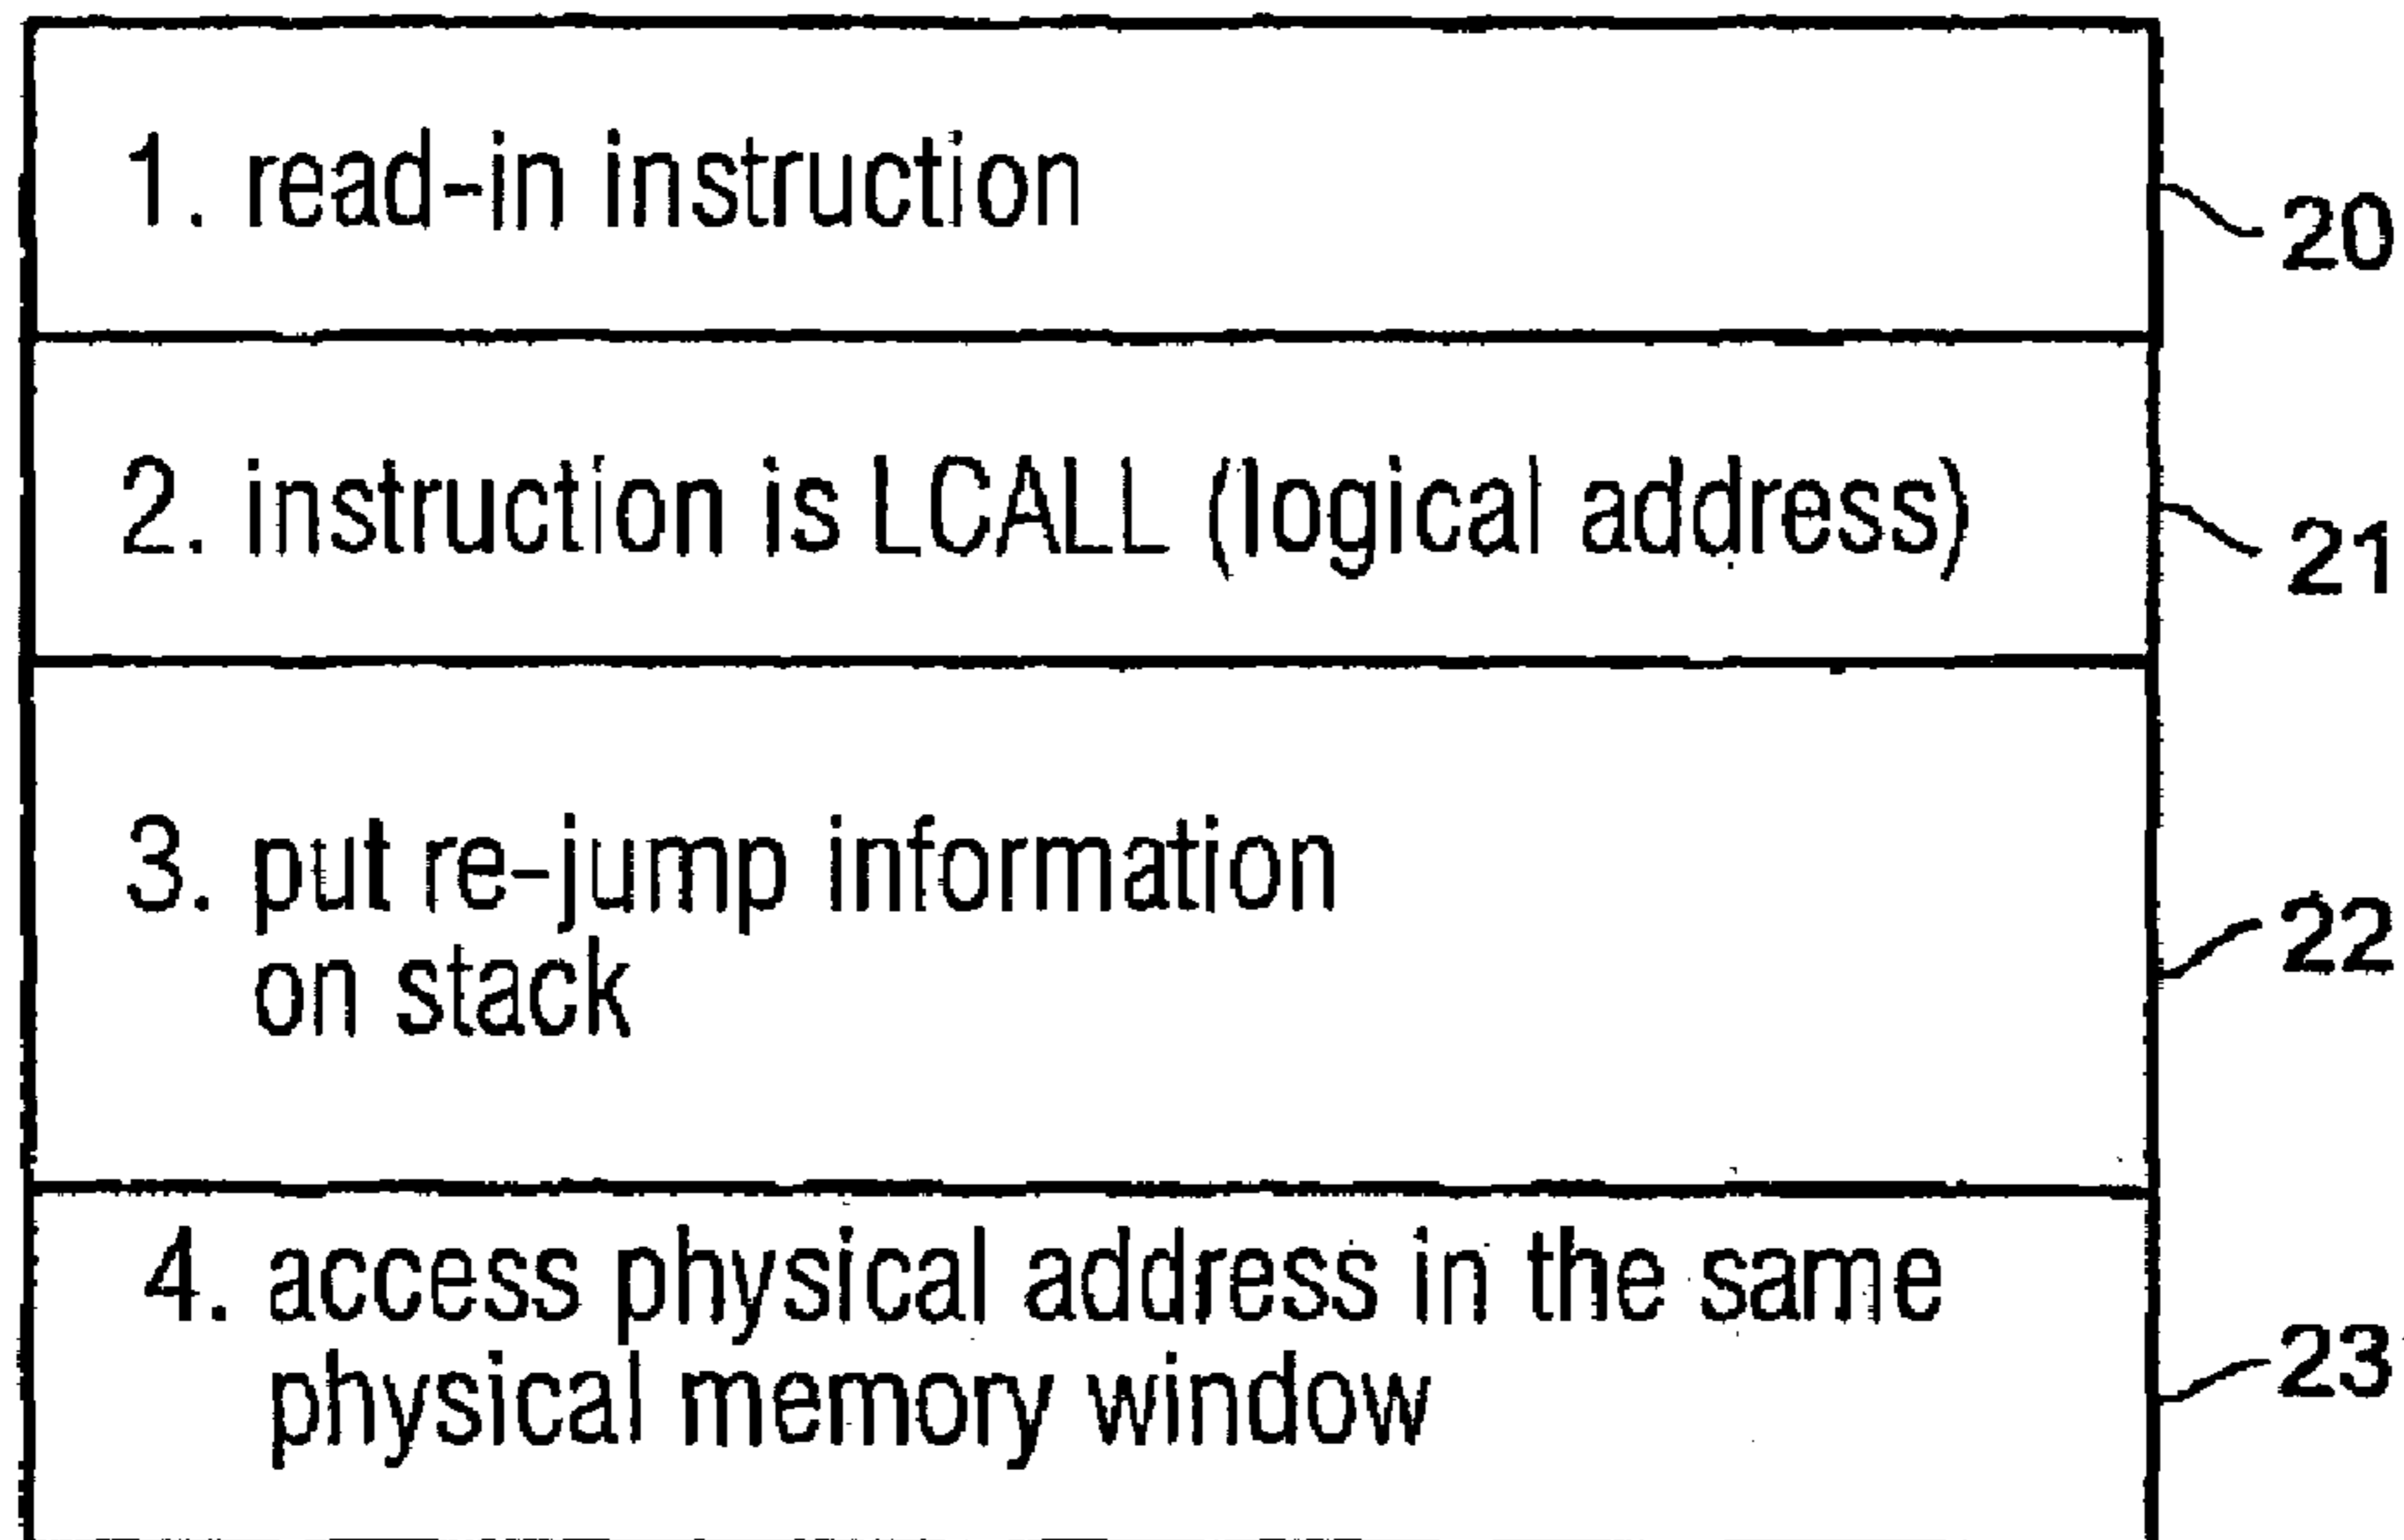 1. read-in instruction
20
2. instruction is LCALL (logical address)
21
3. put re-jump information
on stack
22
4. access physical address in the same
physical memory window
23